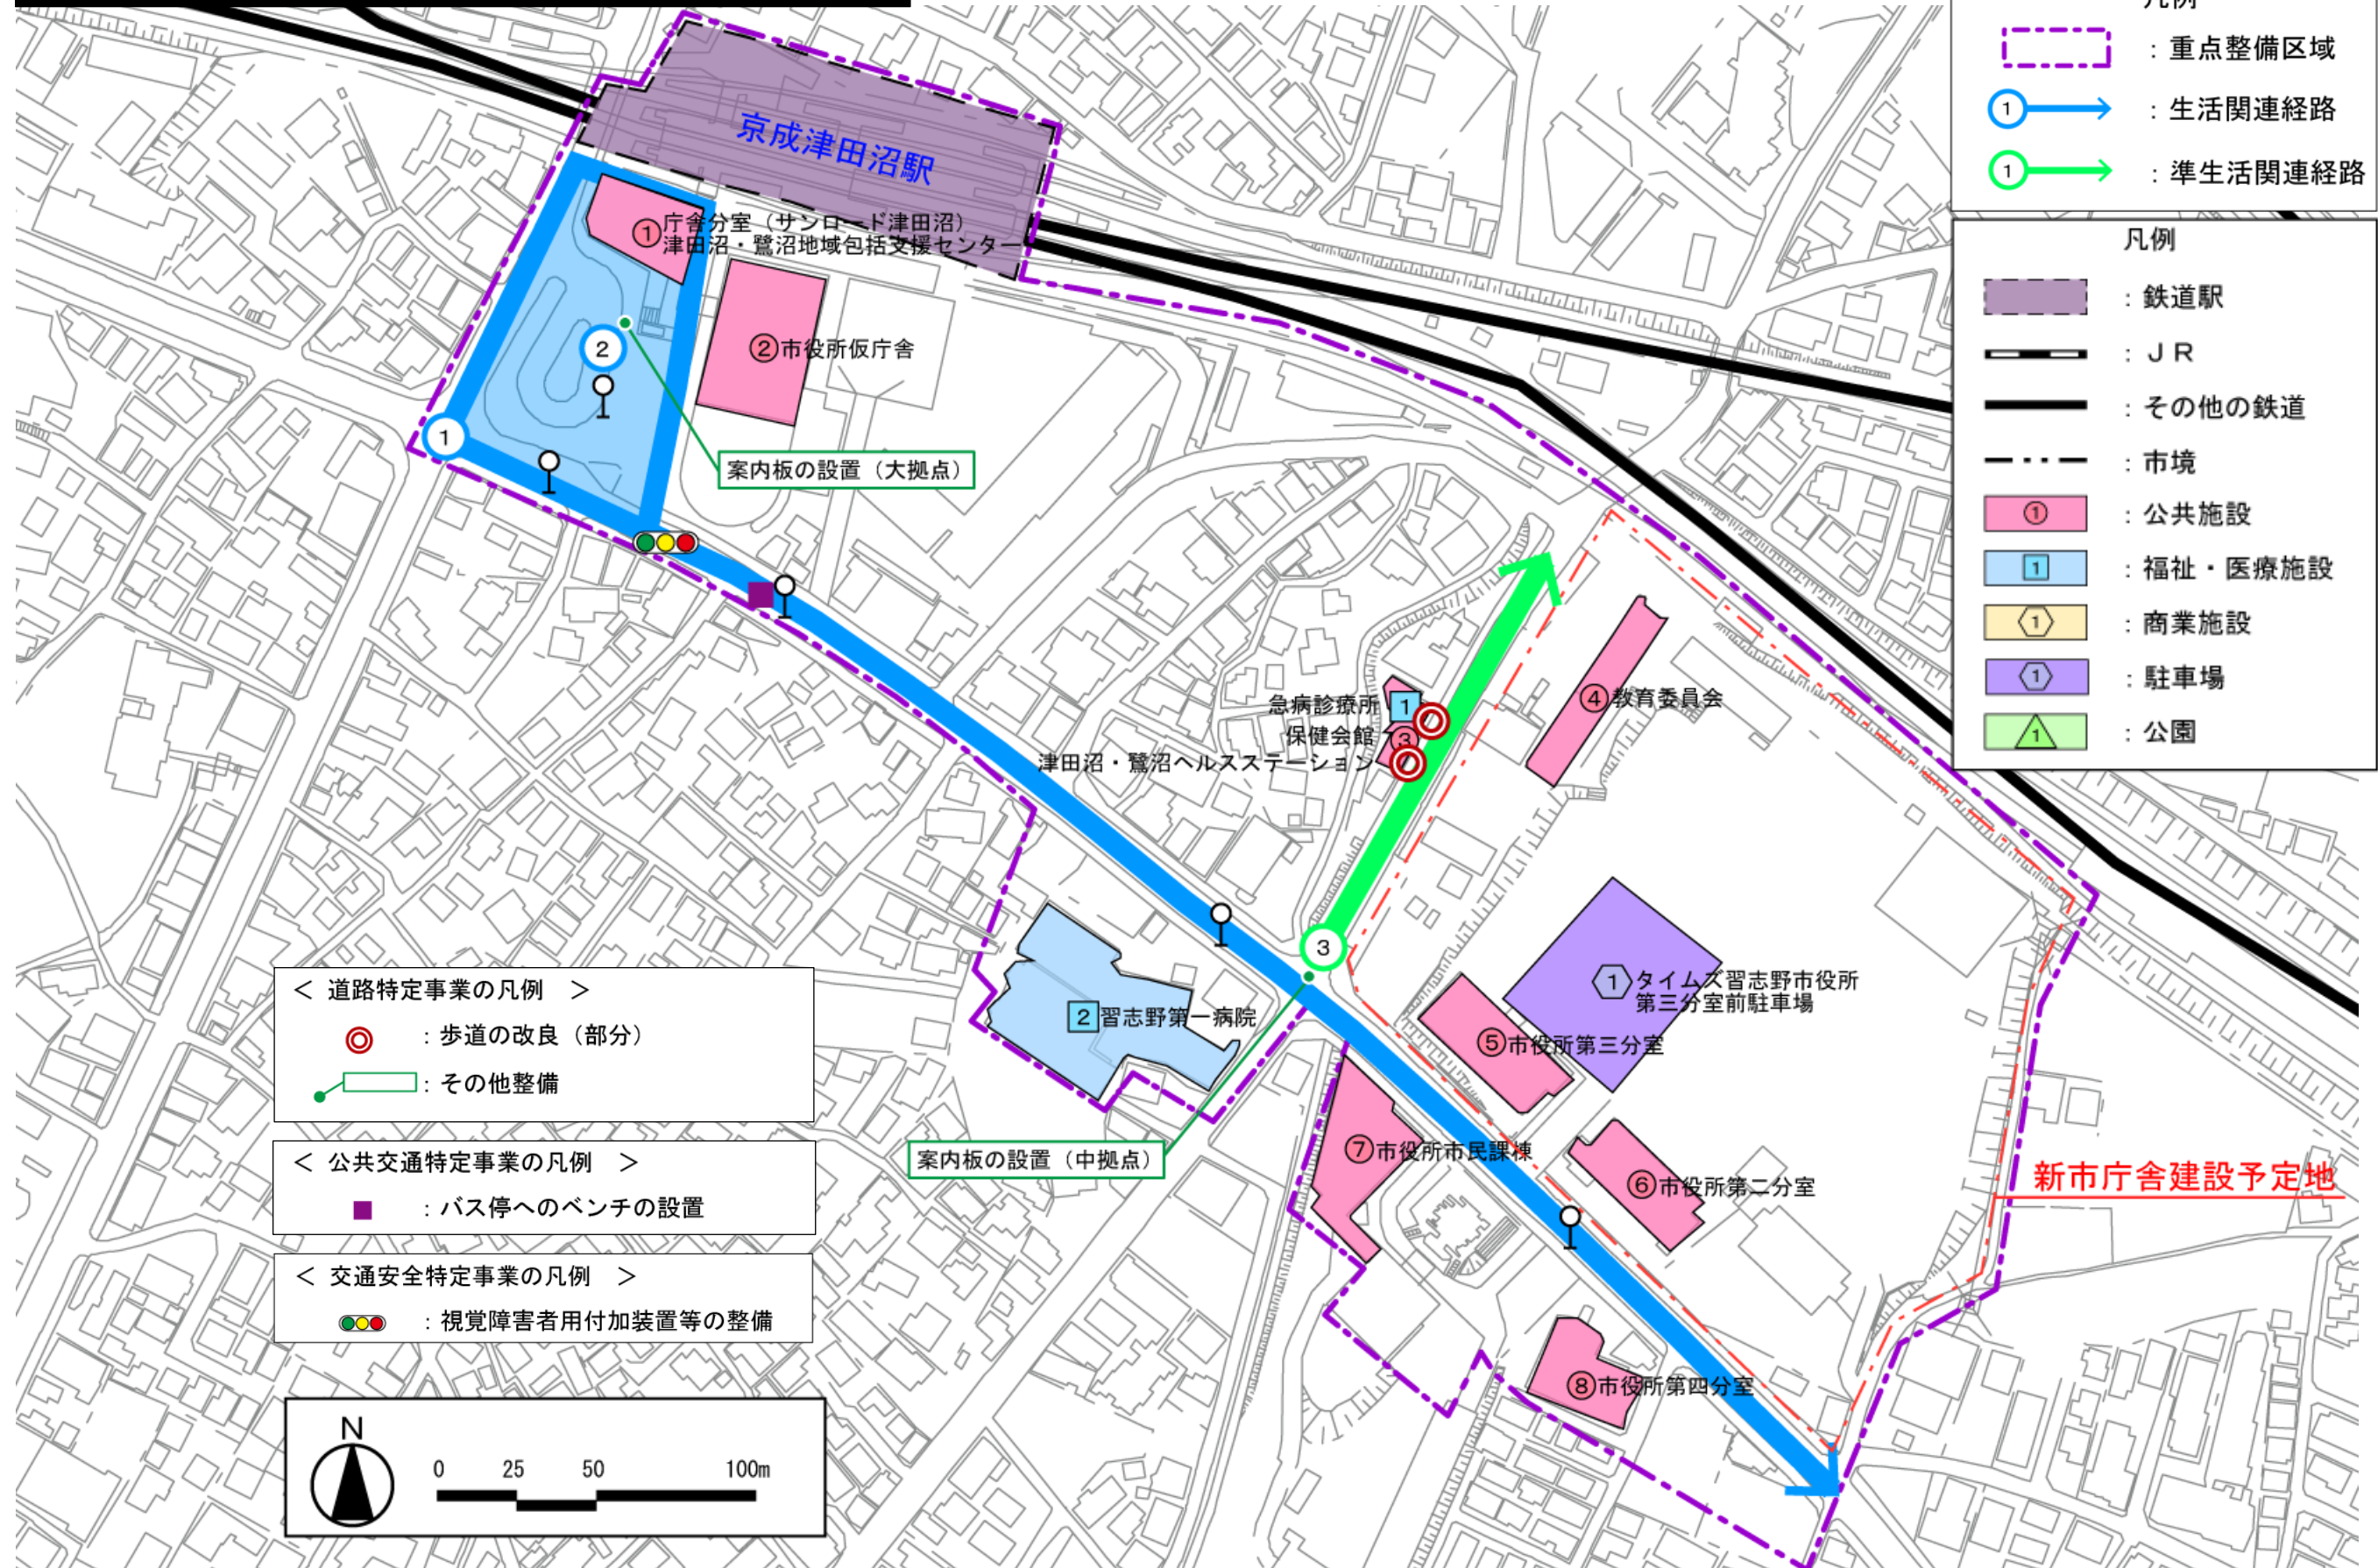 凡例
：重点整備区域
1
：生活関連経路
1
：準生活関連経路
凡例
：鉄道駅
：ＪＲ
：その他の鉄道
：市境
①
：公共施設
1
：福祉・医療施設
1
：商業施設
1
：駐車場
1
：公園
京成津田沼駅
①庁舎分室（サンロード津田沼）
津田沼・鷺沼地域包括支援センター
2
②市役所仮庁舎
1
案内板の設置（大拠点）
急病診療所
1
保健会館
③
津田沼・鷺沼ヘルスステーション
④教育委員会
3
1
タイムズ習志野市役所
第三分室前駐車場
2
習志野第一病院
⑤市役所第三分室
案内板の設置（中拠点）
⑦市役所市民課棟
⑥市役所第二分室
新市庁舎建設予定地
⑧市役所第四分室
＜ 道路特定事業の凡例 ＞
：歩道の改良（部分）
：その他整備
＜ 公共交通特定事業の凡例 ＞
：バス停へのベンチの設置
＜ 交通安全特定事業の凡例 ＞
：視覚障害者用付加装置等の整備
N
0 25 50 100m